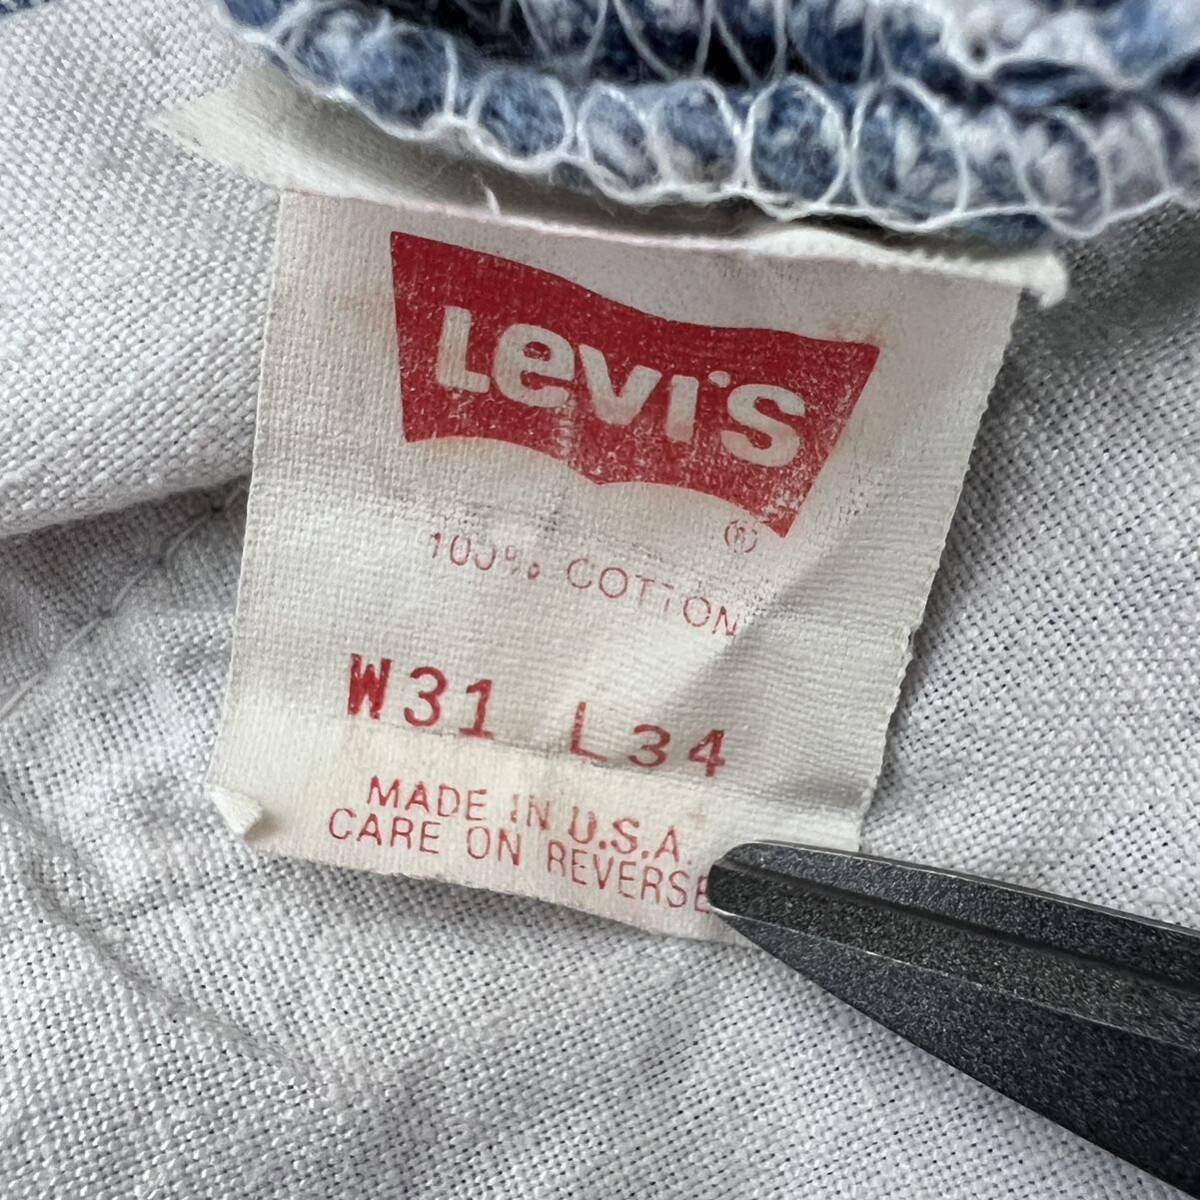 Levi's
®
100% COTTON
W31 L34
MADE IN U.S.A.
CARE ON REVERSE